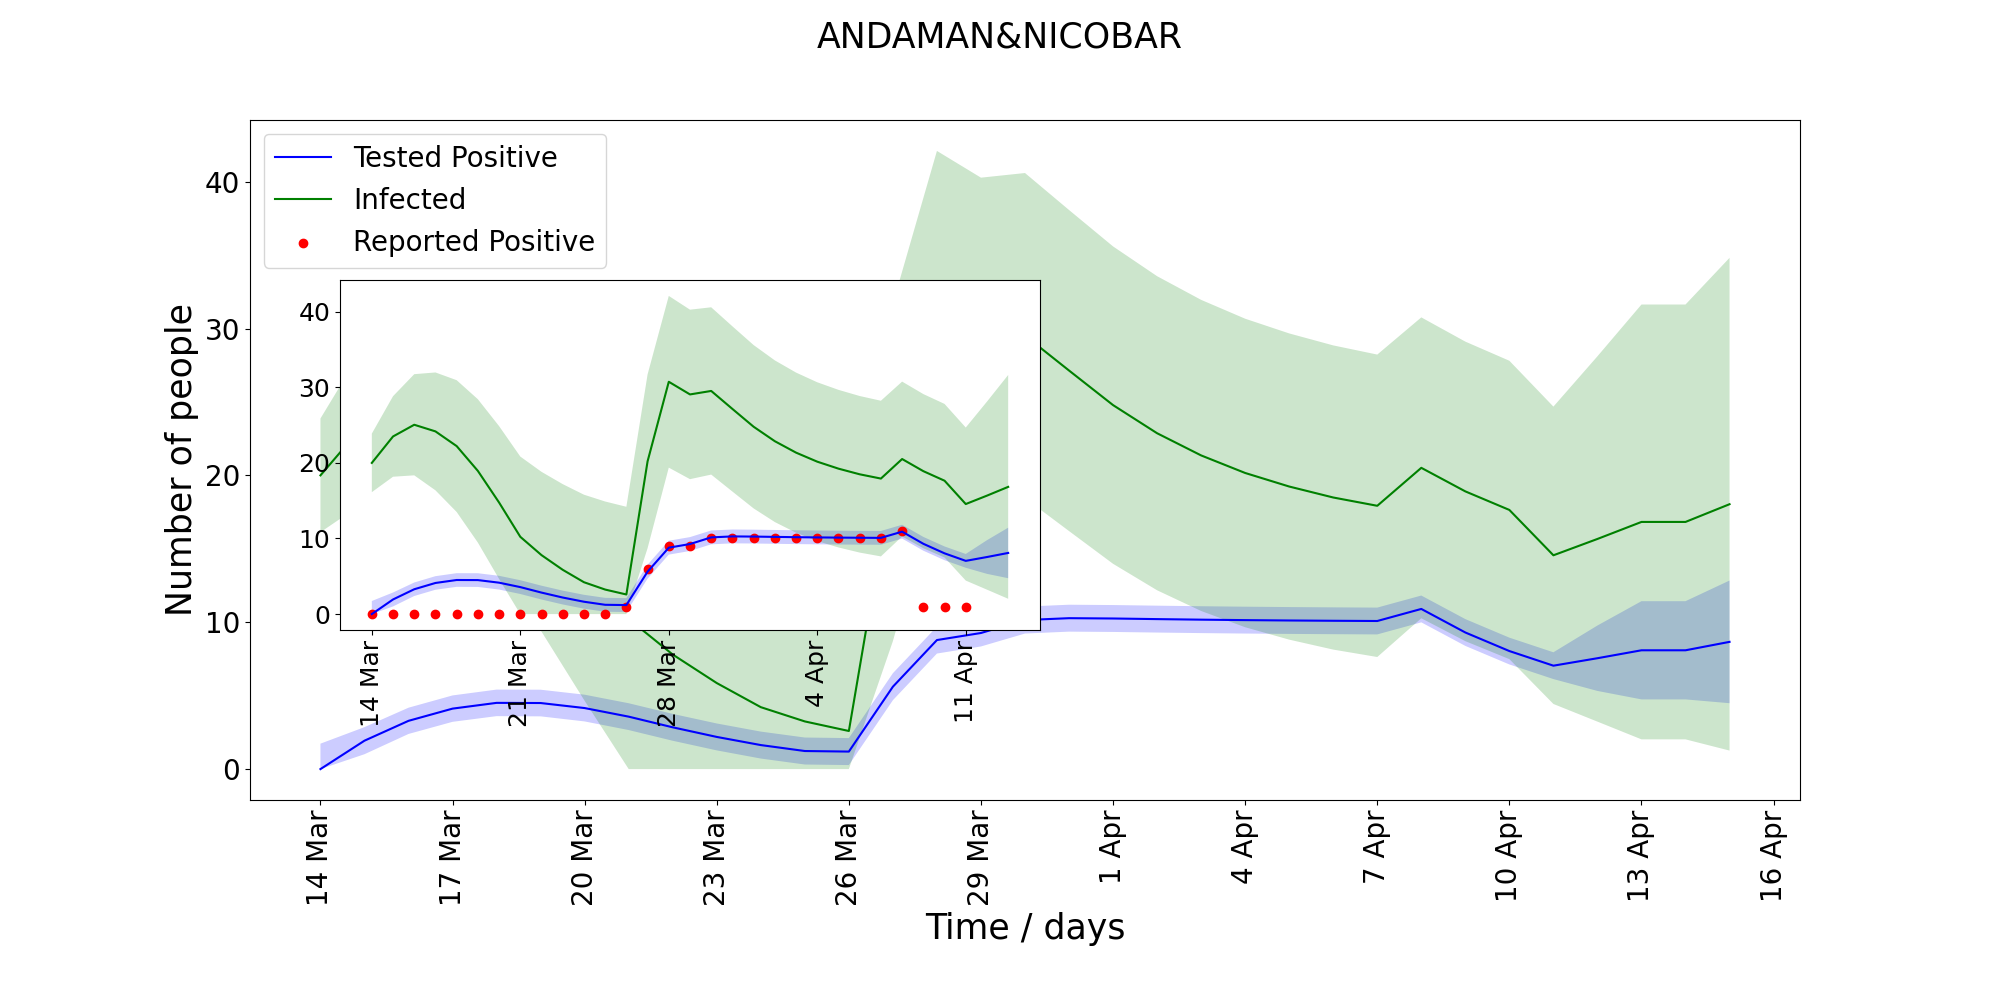 ANDAMAN&NICOBAR
Tested Positive
Infected
Reported Positive
Number of people
40
30
20
10
0
40
30
20
10
0
14 Mar
21 Mar
28 Mar
4 Apr
11 Apr
14 Mar
17 Mar
20 Mar
23 Mar
26 Mar
29 Mar
1 Apr
4 Apr
7 Apr
10 Apr
13 Apr
16 Apr
Time / days